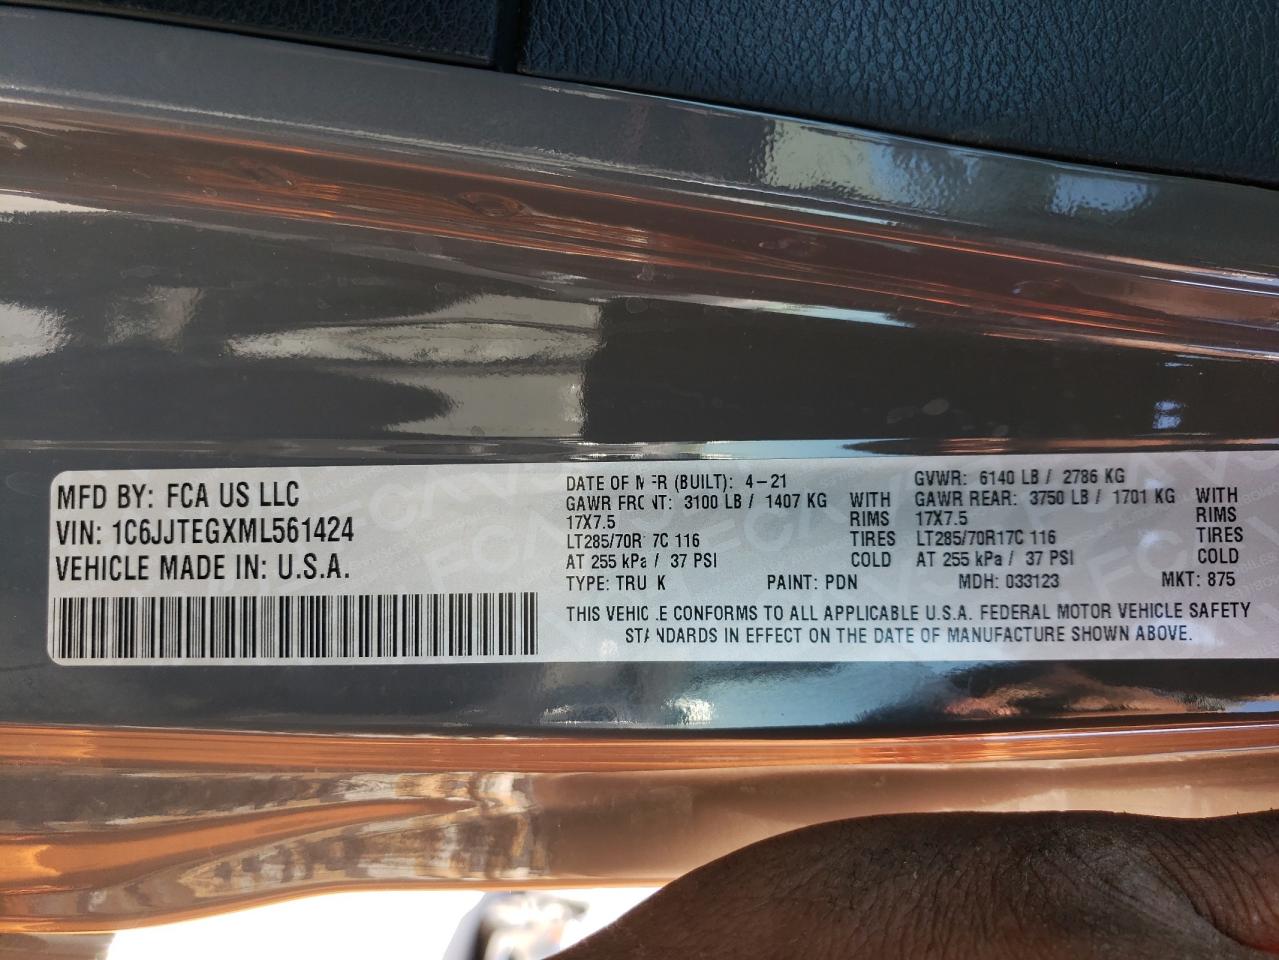 MFD BY: FCA US LLC
VIN: 1C6JJTEGXML561424
VEHICLE MADE IN: U.S.A.
DATE OF MFR (BUILT): 4-21
GAWR FRONT: 3100 LB / 1407 KG WITH
17X7.5 RIMS
LT285/70R17C 116 TIRES
AT 255 kPa / 37 PSI COLD
GVWR: 6140 LB / 2786 KG
GAWR REAR: 3750 LB / 1701 KG WITH
17X7.5 RIMS
LT285/70R17C 116 TIRES
AT 255 kPa / 37 PSI COLD
TYPE: TRUCK PAINT: PDN MDH: 033123 MKT: 875
THIS VEHICLE CONFORMS TO ALL APPLICABLE U.S.A. FEDERAL MOTOR VEHICLE SAFETY
STANDARDS IN EFFECT ON THE DATE OF MANUFACTURE SHOWN ABOVE.